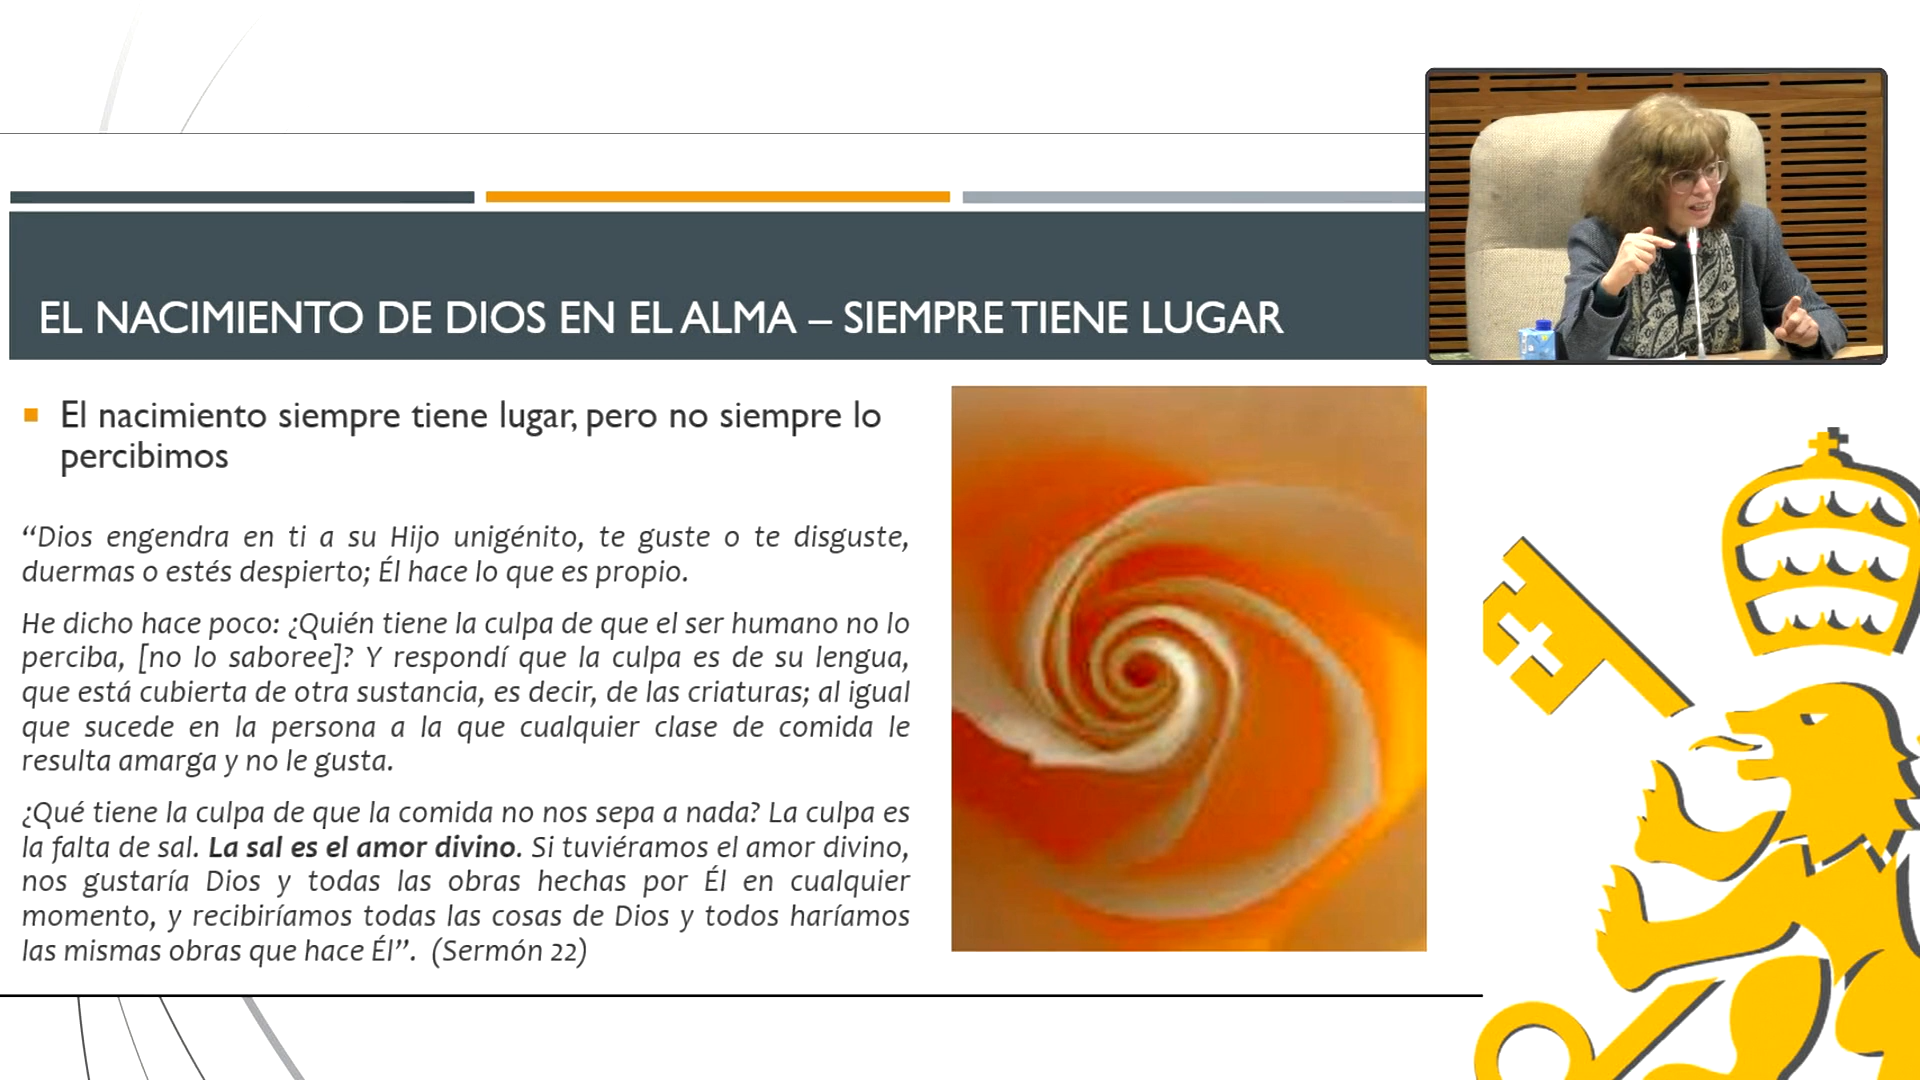 EL NACIMIENTO DE DIOS EN EL ALMA – SIEMPRE TIENE LUGAR
El nacimiento siempre tiene lugar, pero no siempre lo
percibimos
“Dios engendra en ti a su Hijo unigénito, te guste o te disguste,
duermas o estés despierto; Él hace lo que es propio.
He dicho hace poco: ¿Quién tiene la culpa de que el ser humano no lo
perciba, [no lo saboree]? Y respondí que la culpa es de su lengua,
que está cubierta de otra sustancia, es decir, de las criaturas; al igual
que sucede en la persona a la que cualquier clase de comida le
resulta amarga y no le gusta.
¿Qué tiene la culpa de que la comida no nos sepa a nada? La culpa es
la falta de sal. La sal es el amor divino. Si tuviéramos el amor divino,
nos gustaría Dios y todas las obras hechas por Él en cualquier
momento, y recibiríamos todas las cosas de Dios y todos haríamos
las mismas obras que hace Él”. (Sermón 22)